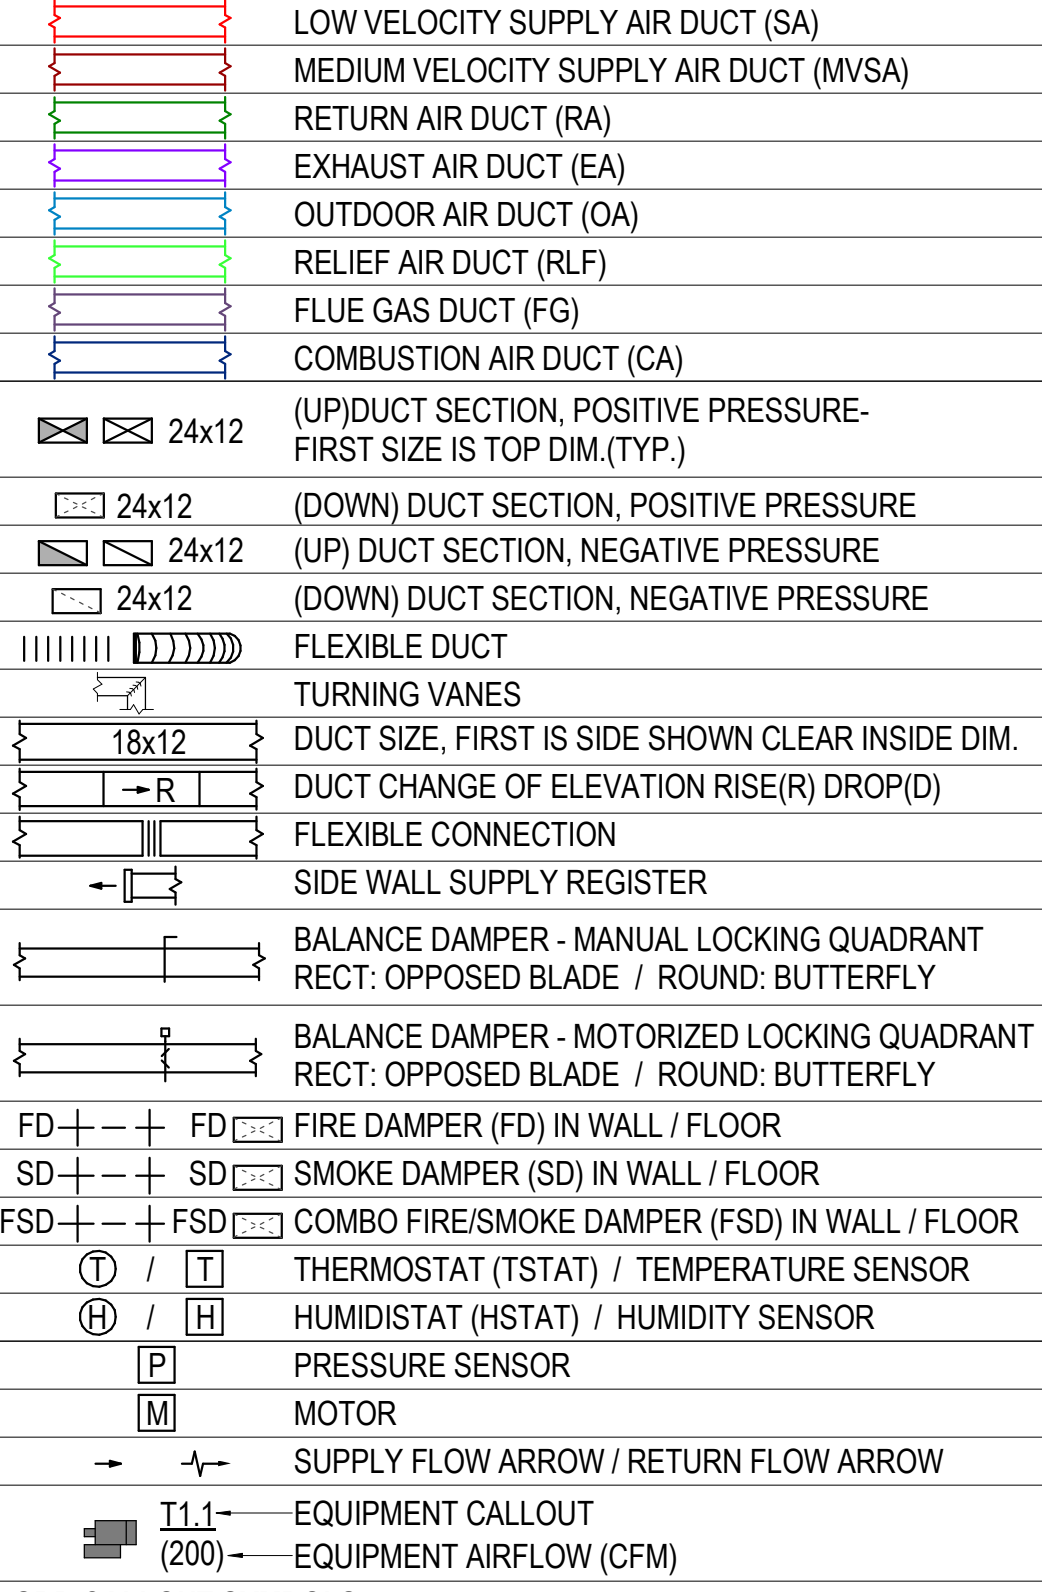 LOW VELOCITY SUPPLY AIR DUCT (SA)
MEDIUM VELOCITY SUPPLY AIR DUCT (MVSA)
RETURN AIR DUCT (RA)
EXHAUST AIR DUCT (EA)
OUTDOOR AIR DUCT (OA)
RELIEF AIR DUCT (RLF)
FLUE GAS DUCT (FG)
COMBUSTION AIR DUCT (CA)
24x12 (UP)DUCT SECTION, POSITIVE PRESSURE-
FIRST SIZE IS TOP DIM.(TYP.)
24x12 (DOWN) DUCT SECTION, POSITIVE PRESSURE
24x12 (UP) DUCT SECTION, NEGATIVE PRESSURE
24x12 (DOWN) DUCT SECTION, NEGATIVE PRESSURE
FLEXIBLE DUCT
TURNING VANES
18x12 DUCT SIZE, FIRST IS SIDE SHOWN CLEAR INSIDE DIM.
R DUCT CHANGE OF ELEVATION RISE(R) DROP(D)
FLEXIBLE CONNECTION
SIDE WALL SUPPLY REGISTER
BALANCE DAMPER - MANUAL LOCKING QUADRANT
RECT: OPPOSED BLADE / ROUND: BUTTERFLY
BALANCE DAMPER - MOTORIZED LOCKING QUADRANT
RECT: OPPOSED BLADE / ROUND: BUTTERFLY
FD FD FIRE DAMPER (FD) IN WALL / FLOOR
SD SD SMOKE DAMPER (SD) IN WALL / FLOOR
FSD FSD COMBO FIRE/SMOKE DAMPER (FSD) IN WALL / FLOOR
T / T THERMOSTAT (TSTAT) / TEMPERATURE SENSOR
H / H HUMIDISTAT (HSTAT) / HUMIDITY SENSOR
P PRESSURE SENSOR
M MOTOR
SUPPLY FLOW ARROW / RETURN FLOW ARROW
T1.1 EQUIPMENT CALLOUT
(200) EQUIPMENT AIRFLOW (CFM)